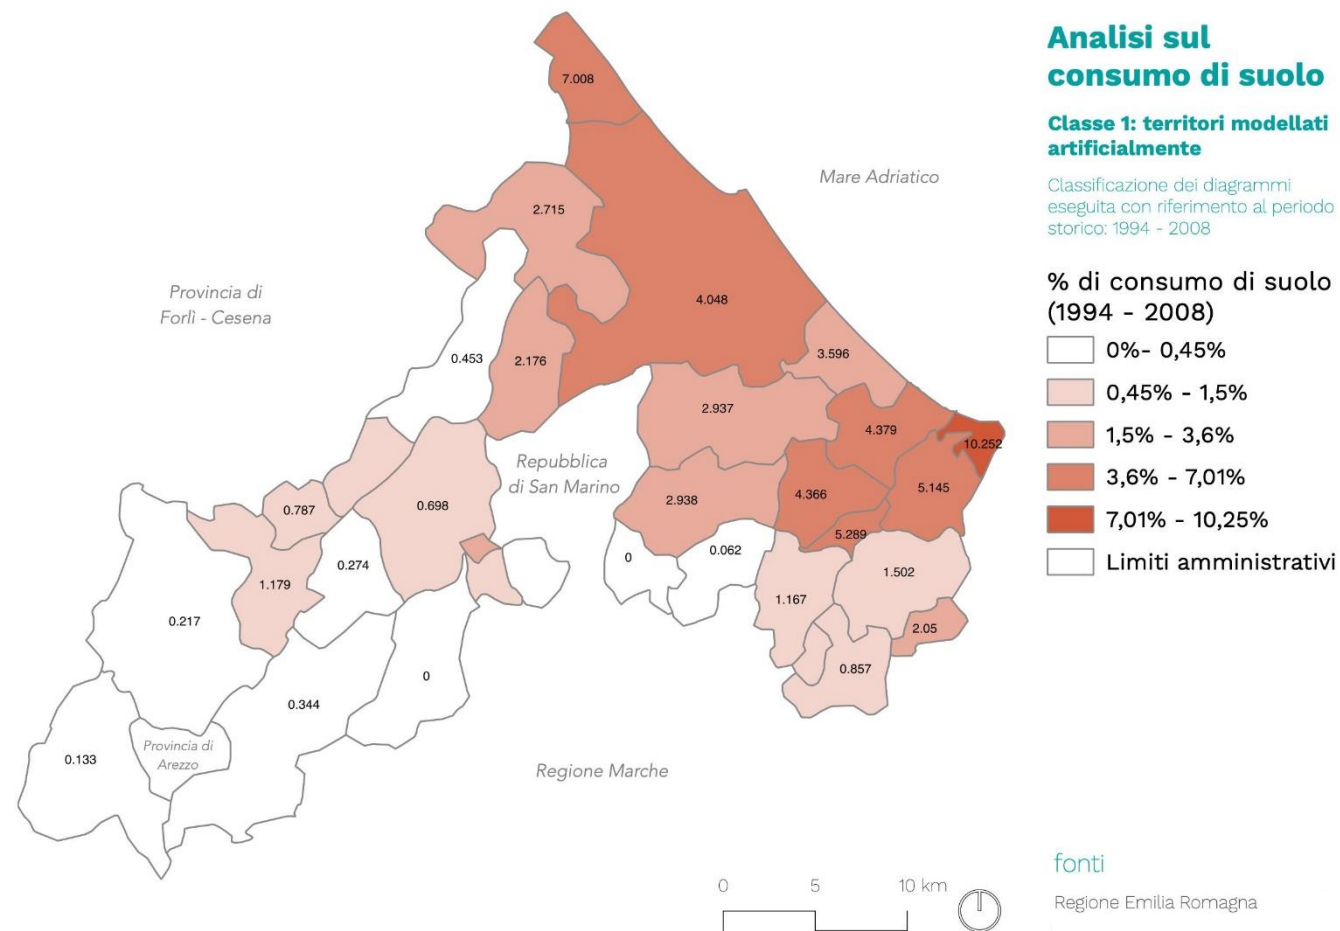 Analisi sul
consumo di suolo
Classe 1: territori modellati
artificialmente
Classificazione dei diagrammi
eseguita con riferimento al periodo
storico: 1994 - 2008
% di consumo di suolo
(1994 - 2008)
0%- 0,45%
0,45% - 1,5%
1,5% - 3,6%
3,6% - 7,01%
7,01% - 10,25%
Limiti amministrativi
7.008
Mare Adriatico
2.715
Provincia di
Forlì - Cesena
4.048
0.453
2.176
3.596
2.937
4.379
10.252
Repubblica
di San Marino
0.787
0.698
2.938
4.366
5.145
5.289
0.274
0
0.062
1.179
1.502
1.167
0.217
2.05
0.857
0
0.344
Provincia di
Arezzo
0.133
Regione Marche
0 5 10 km
fonti
Regione Emilia Romagna